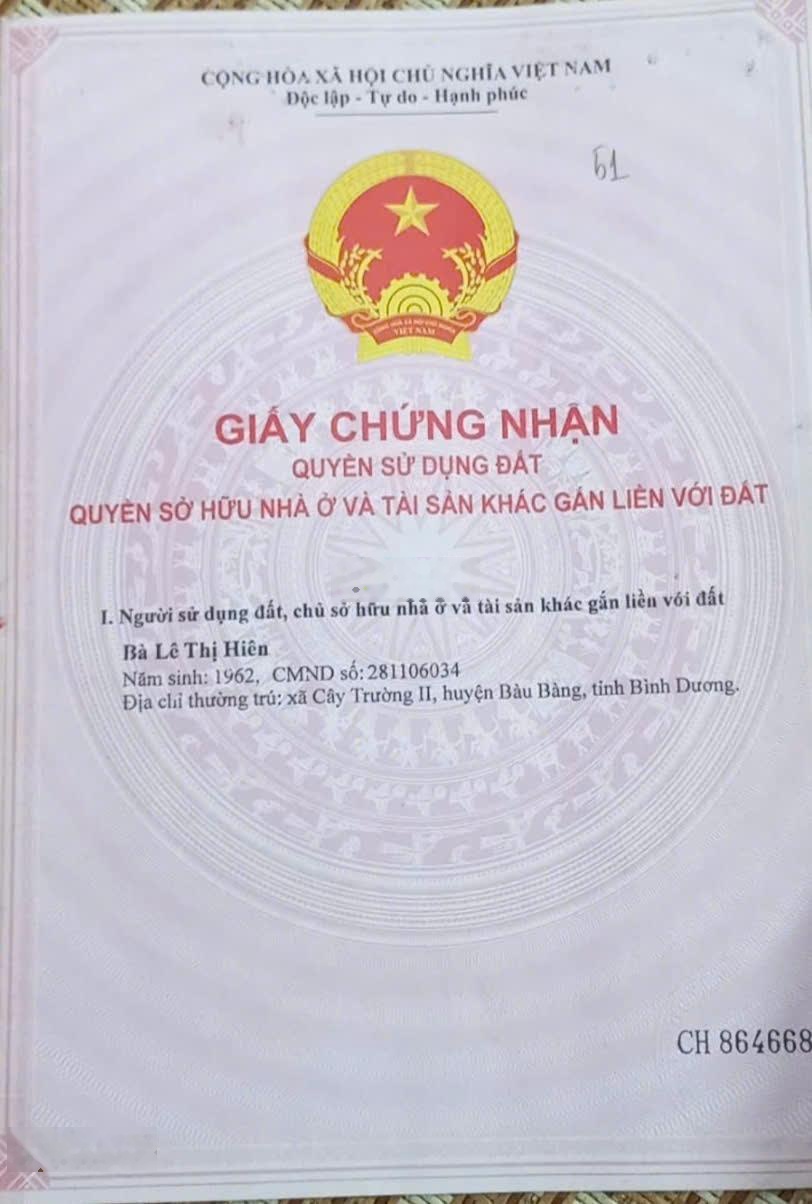 CỘNG HÒA XÃ HỘI CHỦ NGHĨA VIỆT NAM
Độc lập - Tự do - Hạnh phúc
51
VIỆT NAM
GIẤY CHỨNG NHẬN
QUYỀN SỬ DỤNG ĐẤT
QUYỀN SỞ HỮU NHÀ Ở VÀ TÀI SẢN KHÁC GẮN LIỀN VỚI ĐẤT
I. Người sử dụng đất, chủ sở hữu nhà ở và tài sản khác gắn liền với đất
Bà Lê Thị Hiên
Năm sinh: 1962, CMND số: 281106034
Địa chỉ thường trú: xã Cây Trường II, huyện Bàu Bàng, tỉnh Bình Dương.
CH 864668